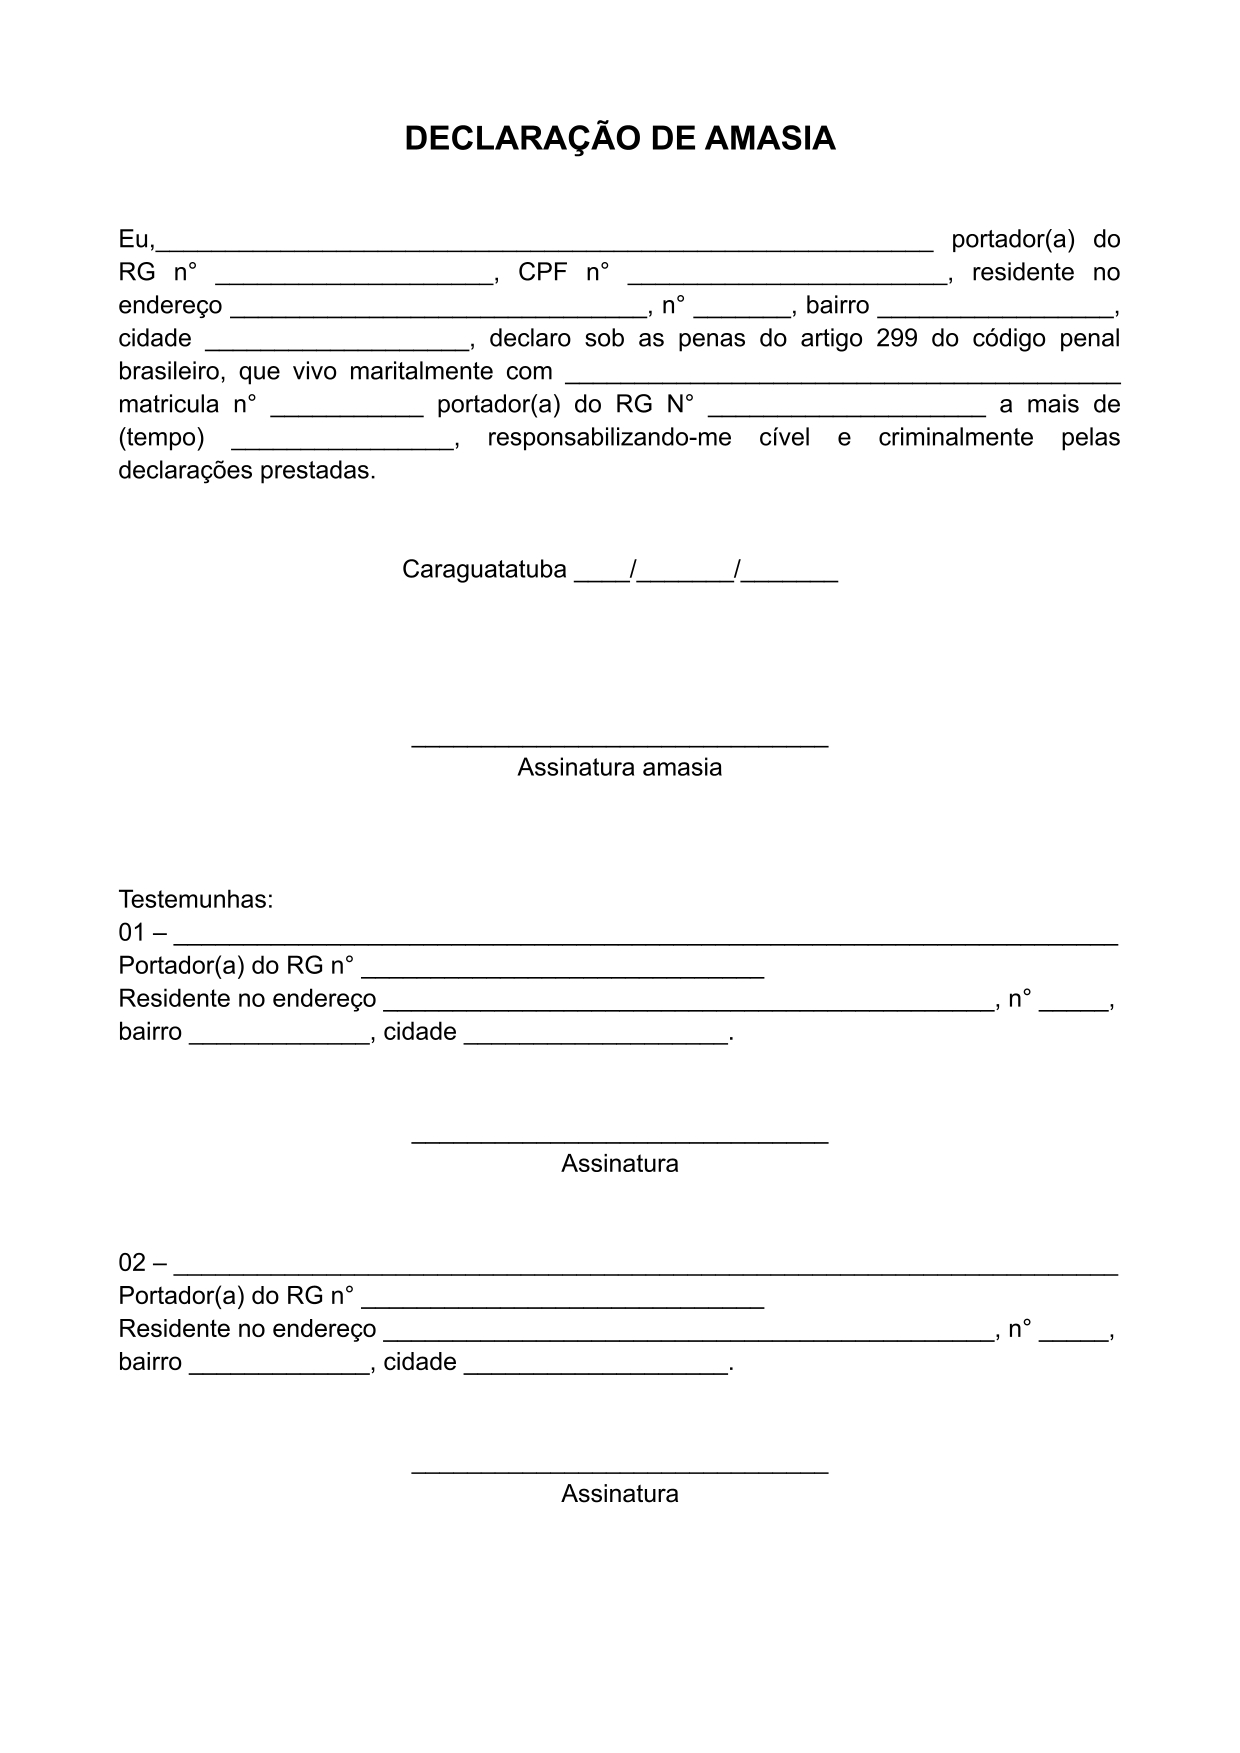 DECLARAÇÃO DE AMASIA
Eu,________________________________________________________ portador(a) do
RG n° ____________________, CPF n° _______________________, residente no
endereço ______________________________, n° _______, bairro _________________,
cidade ___________________, declaro sob as penas do artigo 299 do código penal
brasileiro, que vivo maritalmente com ________________________________________
matricula n° ___________ portador(a) do RG N° ____________________ a mais de
(tempo) ________________, responsabilizando-me cível e criminalmente pelas
declarações prestadas.
Caraguatatuba ____/_______/_______
______________________________
Assinatura amasia
Testemunhas:
01 – ____________________________________________________________________
Portador(a) do RG n° _____________________________
Residente no endereço ____________________________________________, n° _____,
bairro _____________, cidade ___________________.
______________________________
Assinatura
02 – ____________________________________________________________________
Portador(a) do RG n° _____________________________
Residente no endereço ____________________________________________, n° _____,
bairro _____________, cidade ___________________.
______________________________
Assinatura